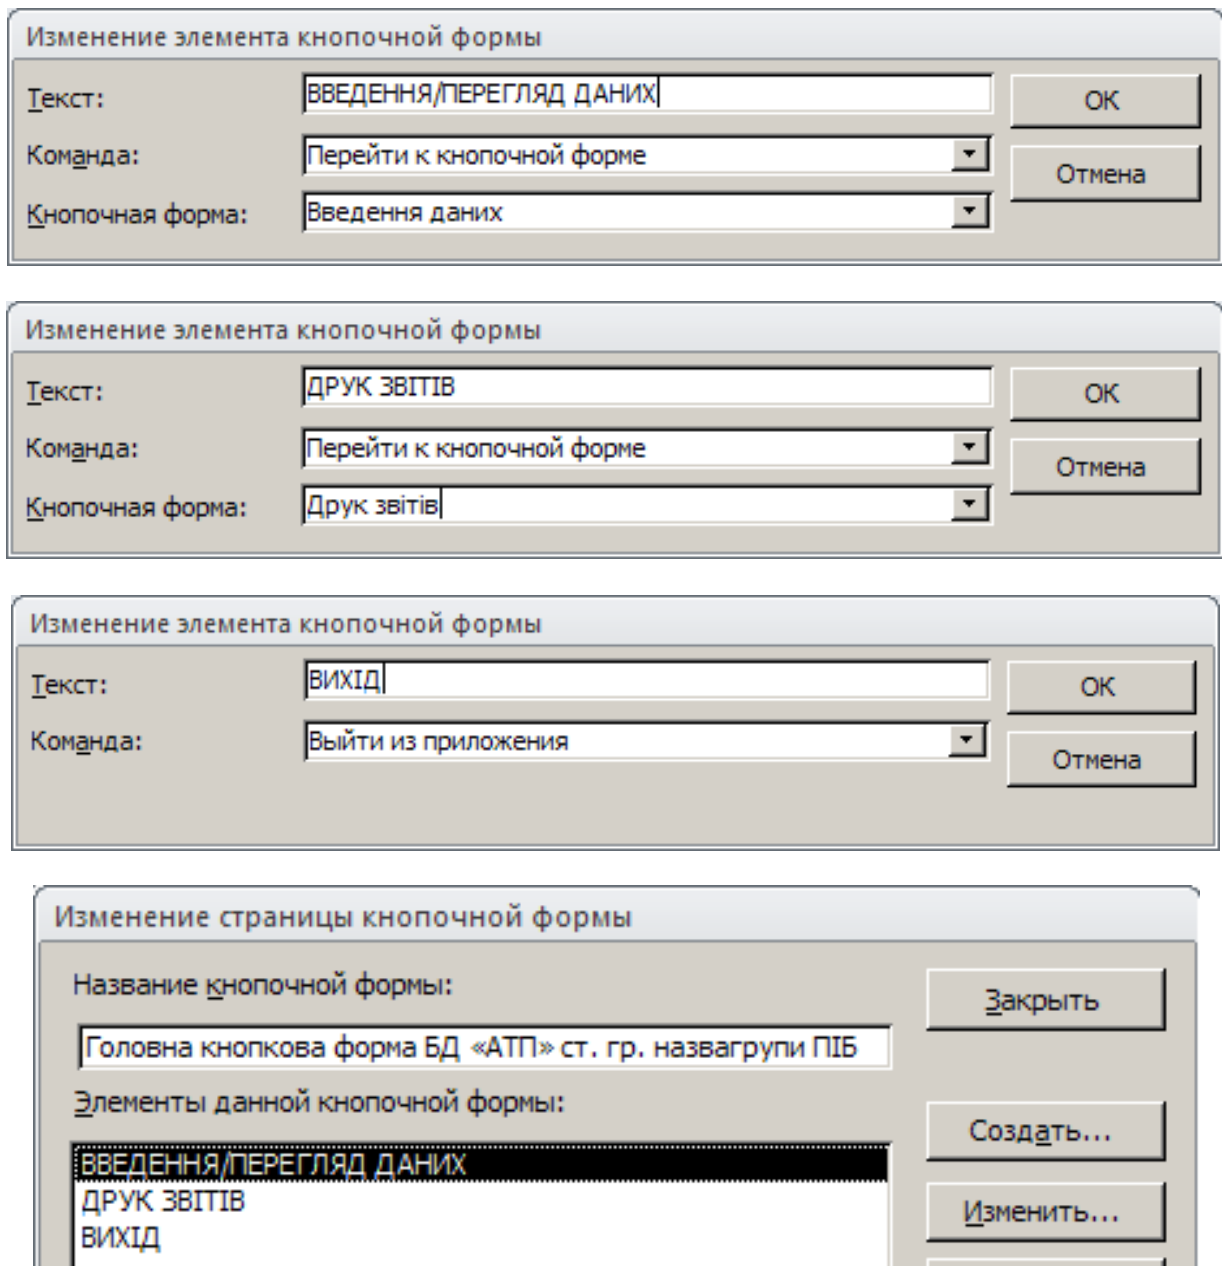 Изменение элемента кнопочной формы
Текст: ВВЕДЕННЯ/ПЕРЕГЛЯД ДАНИХ ОК
Команда: Перейти к кнопочной форме Отмена
Кнопочная форма: Введення даних
Изменение элемента кнопочной формы
Текст: ДРУК ЗВІТІВ ОК
Команда: Перейти к кнопочной форме Отмена
Кнопочная форма: Друк звітів
Изменение элемента кнопочной формы
Текст: ВИХІД ОК
Команда: Выйти из приложения Отмена
Изменение страницы кнопочной формы
Название кнопочной формы: Закрыть
Головна кнопкова форма БД «АТП» ст. гр. назвагрупи ПІБ
Элементы данной кнопочной формы: Создать...
ВВЕДЕННЯ/ПЕРЕГЛЯД ДАНИХ
ДРУК ЗВІТІВ Изменить...
ВИХІД